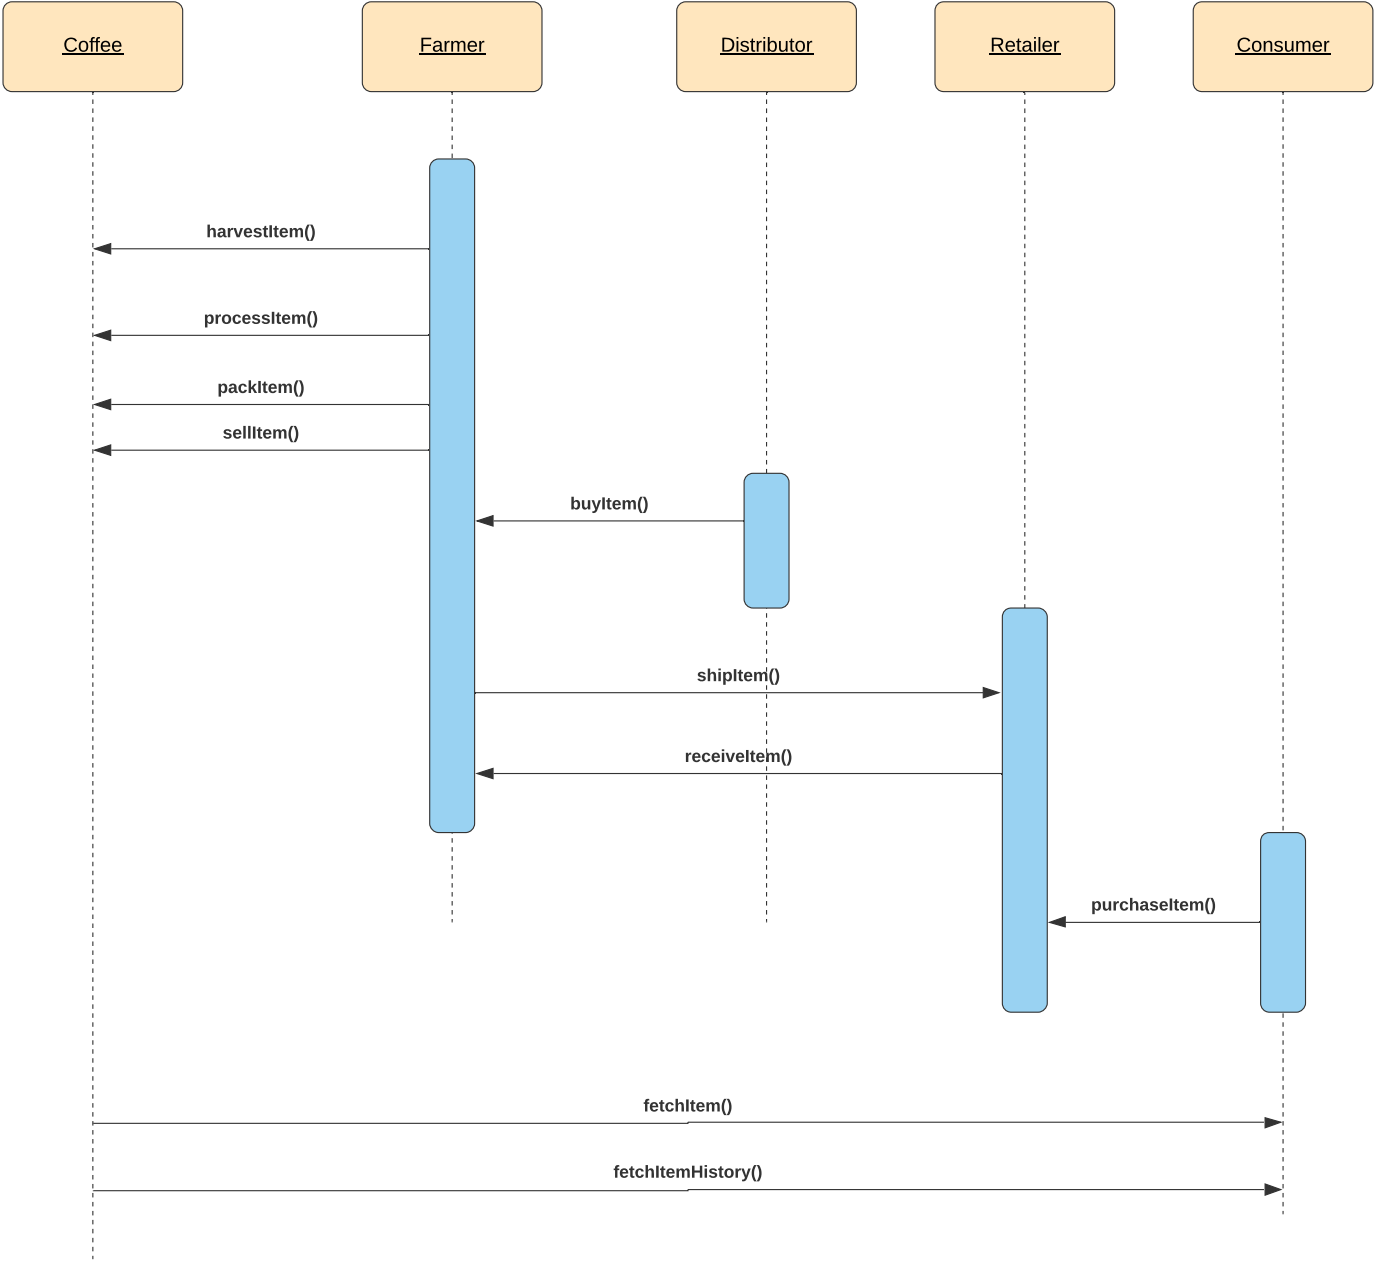 Coffee
Farmer
Distributor
Retailer
Consumer
harvestItem()
processItem()
packItem()
sellItem()
buyItem()
shipItem()
receiveItem()
purchaseItem()
fetchItem()
fetchItemHistory()